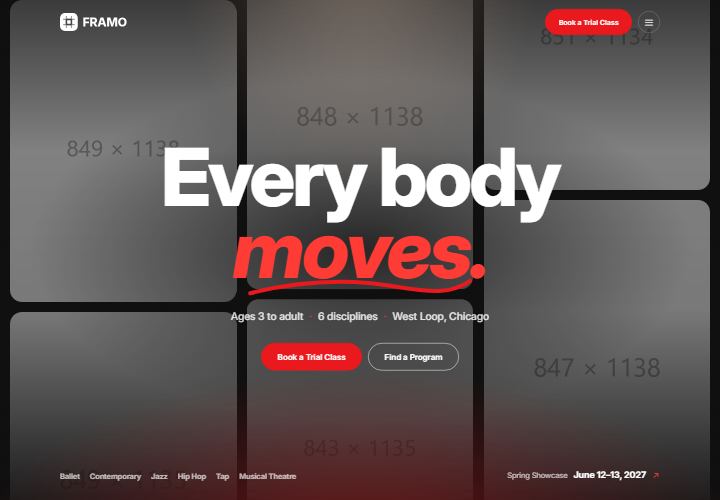 FRAMO
Book a Trial Class
851 × 1134
848 × 1138
849 × 1138
Every body
moves.
Ages 3 to adult · 6 disciplines · West Loop, Chicago
Book a Trial Class
Find a Program
847 × 1138
843 × 1135
Ballet Contemporary Jazz Hip Hop Tap Musical Theatre
Spring Showcase June 12–13, 2027 ↗